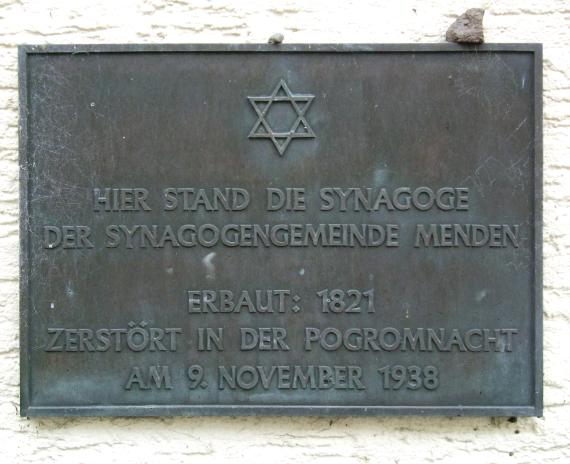 HIER STAND DIE SYNAGOGE
DER SYNAGOGENGEMEINDE MENDEN
ERBAUT: 1821
ZERSTÖRT IN DER POGROMNACHT
AM 9. NOVEMBER 1938